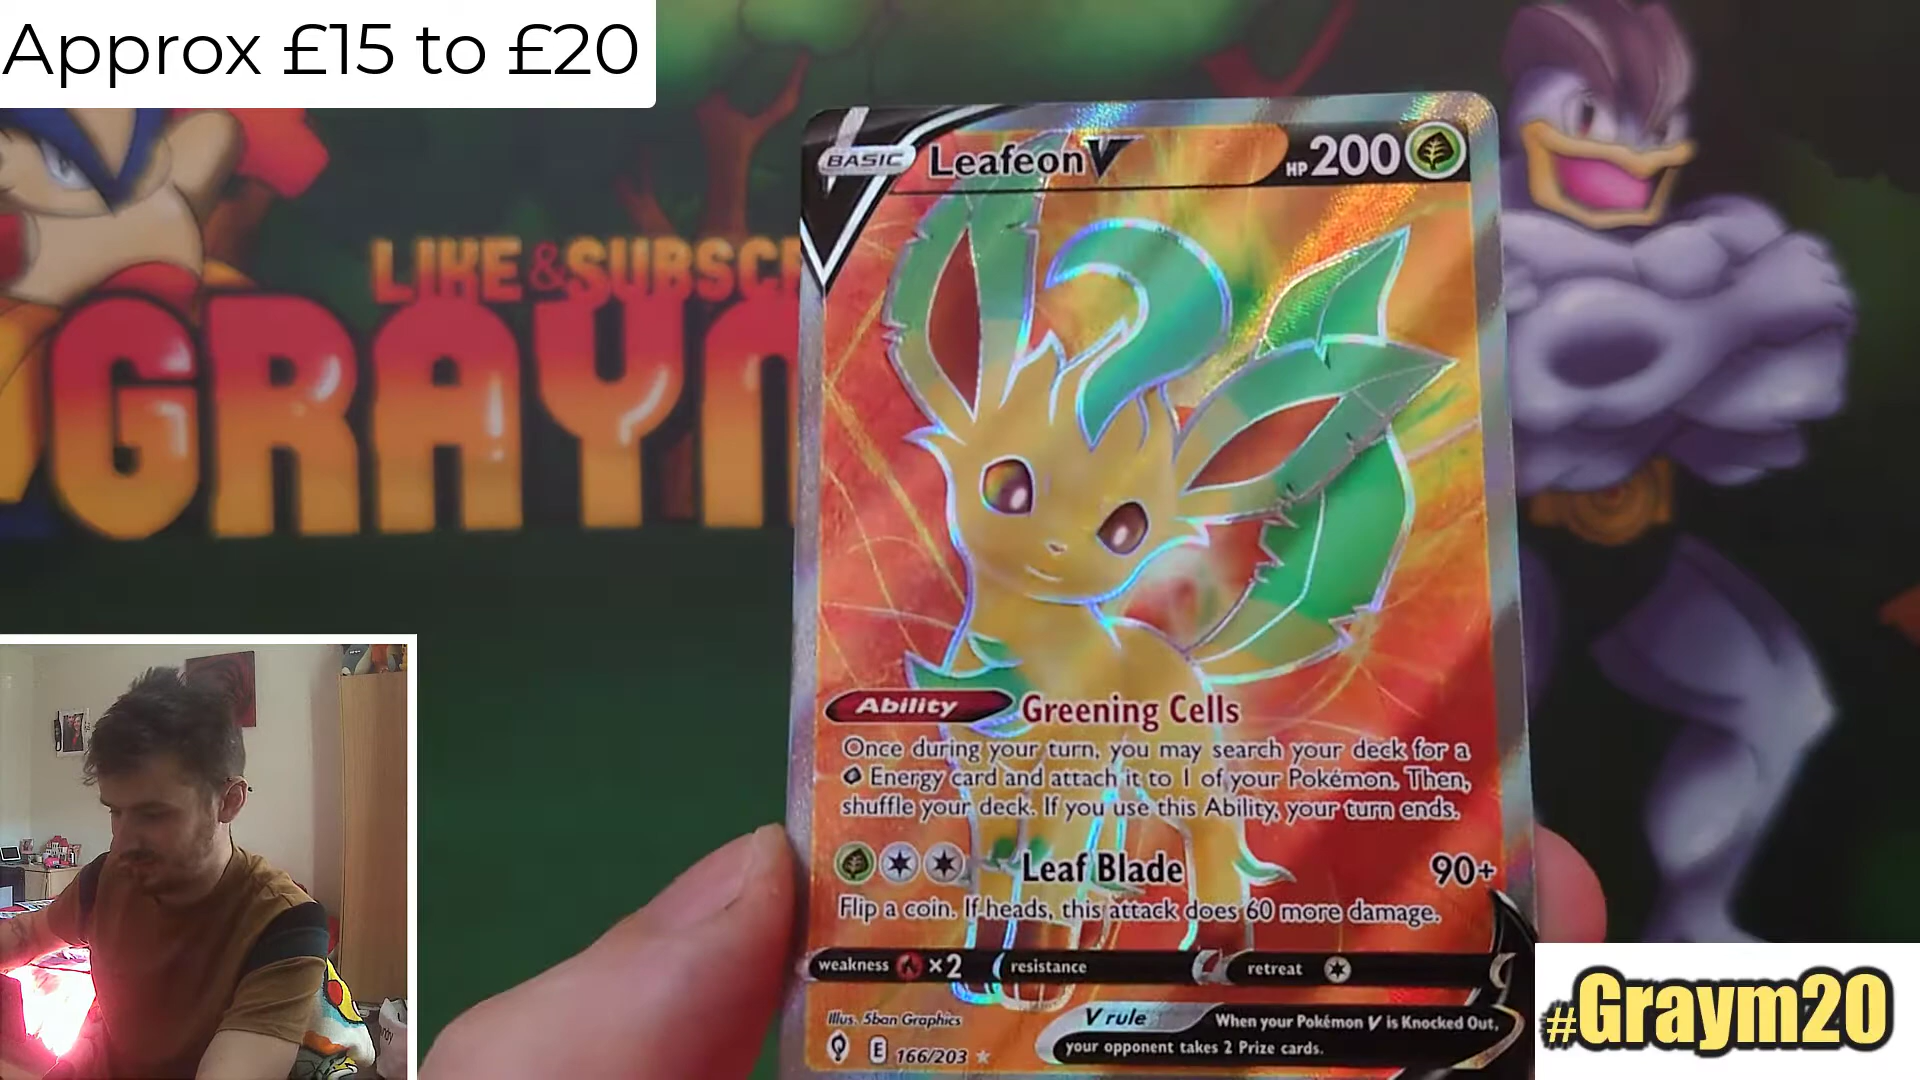 Approx £15 to £20
LIKE & SUBSC
GRAY
BASIC
Leafeon V
HP 200
Ability Greening Cells
Once during your turn, you may search your deck for a
Energy card and attach it to 1 of your Pokémon. Then,
shuffle your deck. If you use this Ability, your turn ends.
Leaf Blade 90+
Flip a coin. If heads, this attack does 60 more damage.
weakness ×2 resistance retreat
Illus. 5ban Graphics
V rule When your Pokémon V is Knocked Out,
your opponent takes 2 Prize cards.
E 166/203 ★
#Graym20